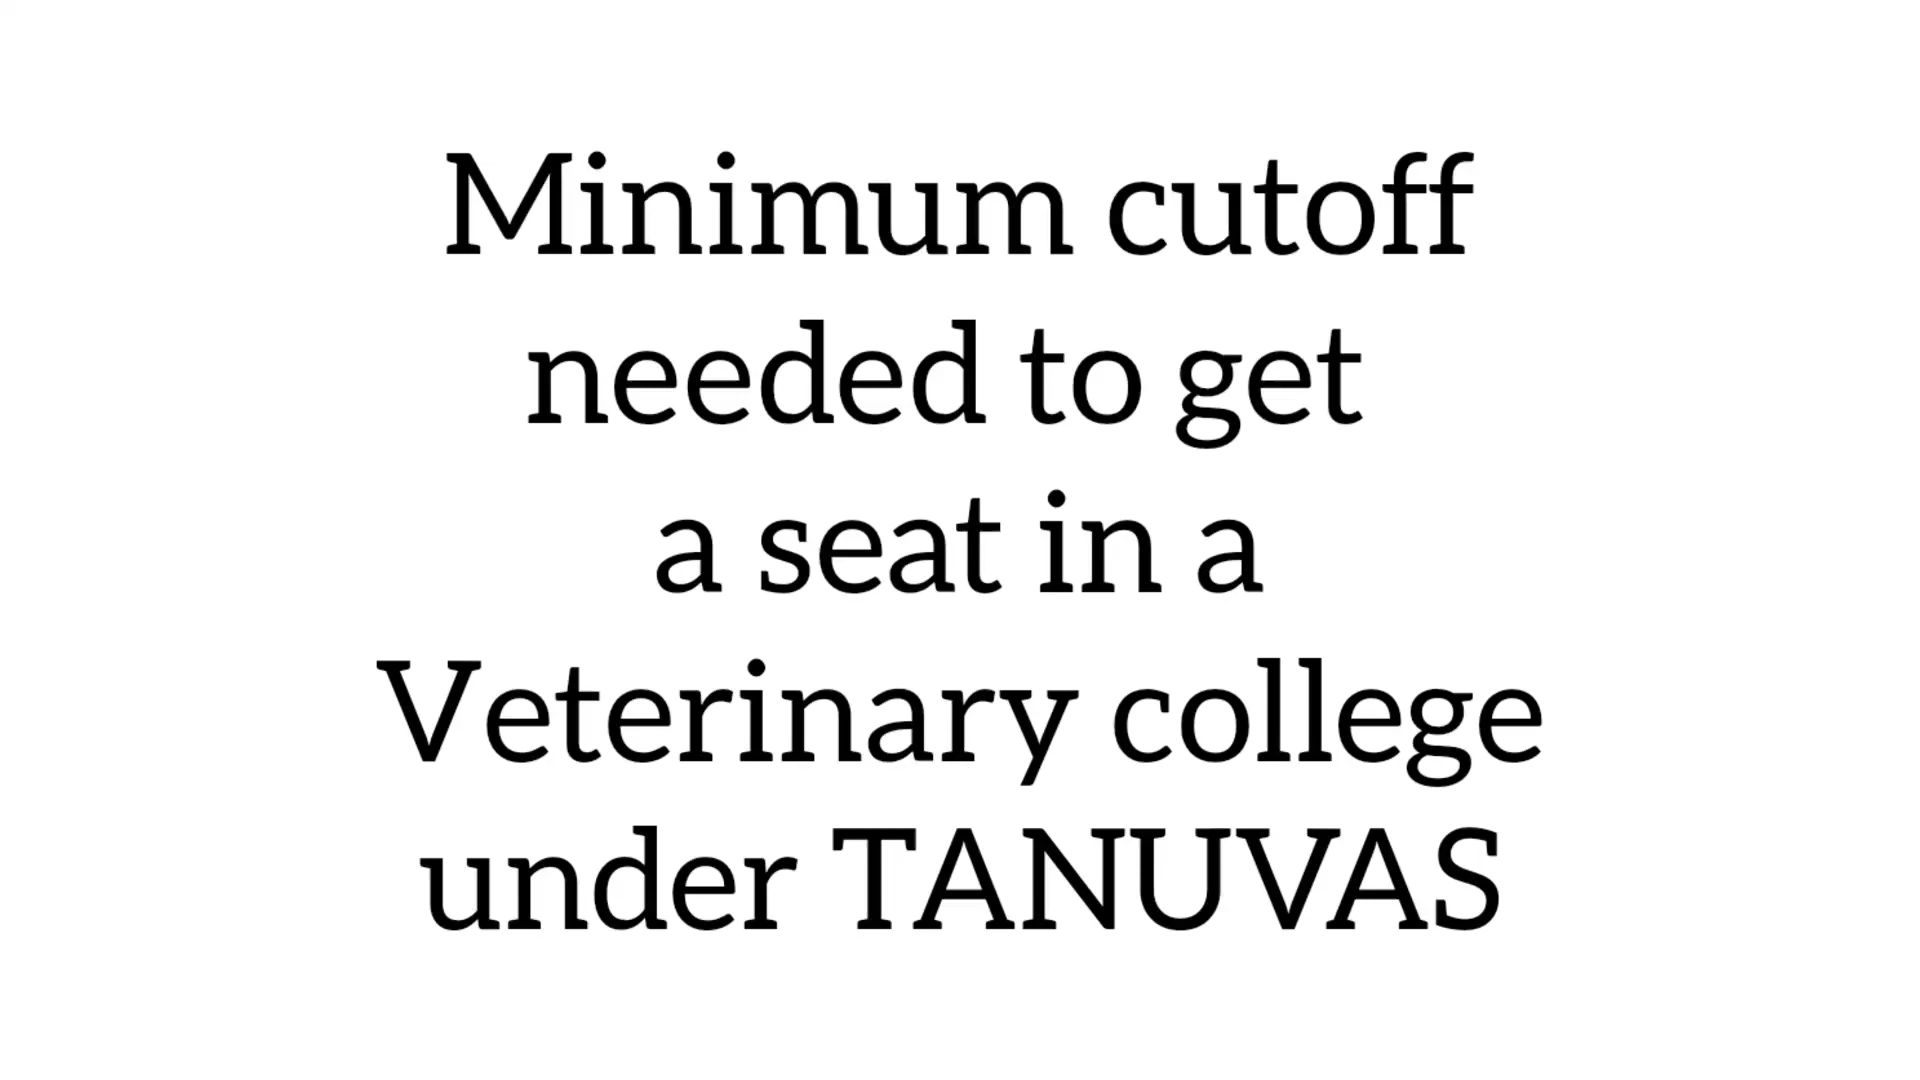 Minimum cutoff
needed to get
a seat in a
Veterinary college
under TANUVAS